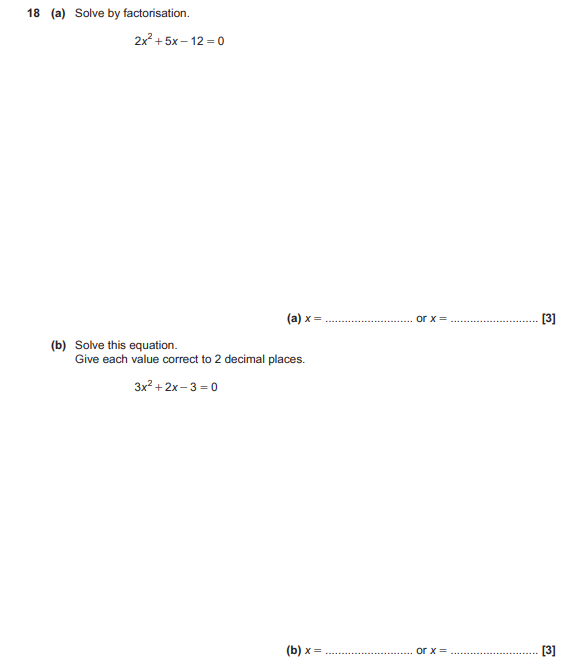 18 (a) Solve by factorisation.
2x² + 5x – 12 = 0
(a) x = ........................... or x = ........................... [3]
(b) Solve this equation.
Give each value correct to 2 decimal places.
3x² + 2x – 3 = 0
(b) x = ........................... or x = ........................... [3]